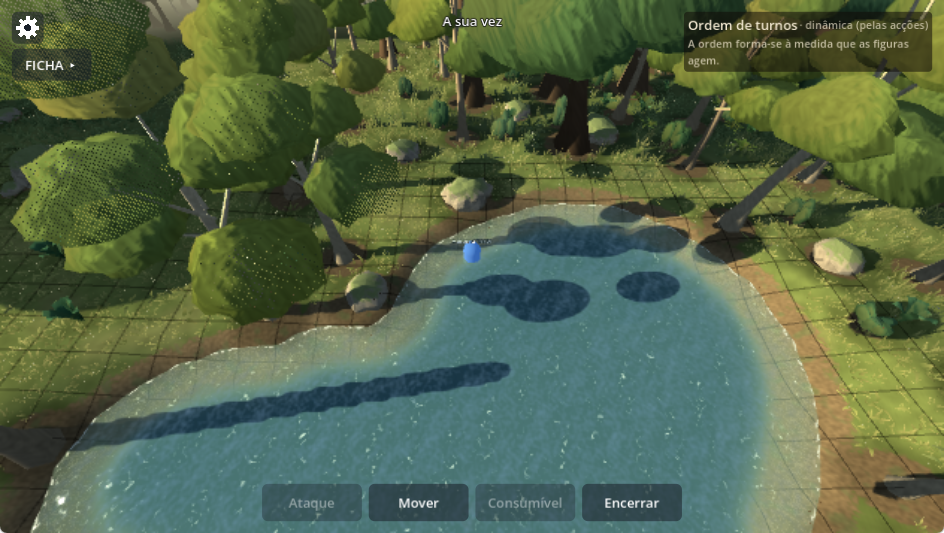 A sua vez
FICHA ▸
Ordem de turnos · dinâmica (pelas acções)
A ordem forma-se à medida que as figuras
agem.
Ataque
Mover
Consumível
Encerrar